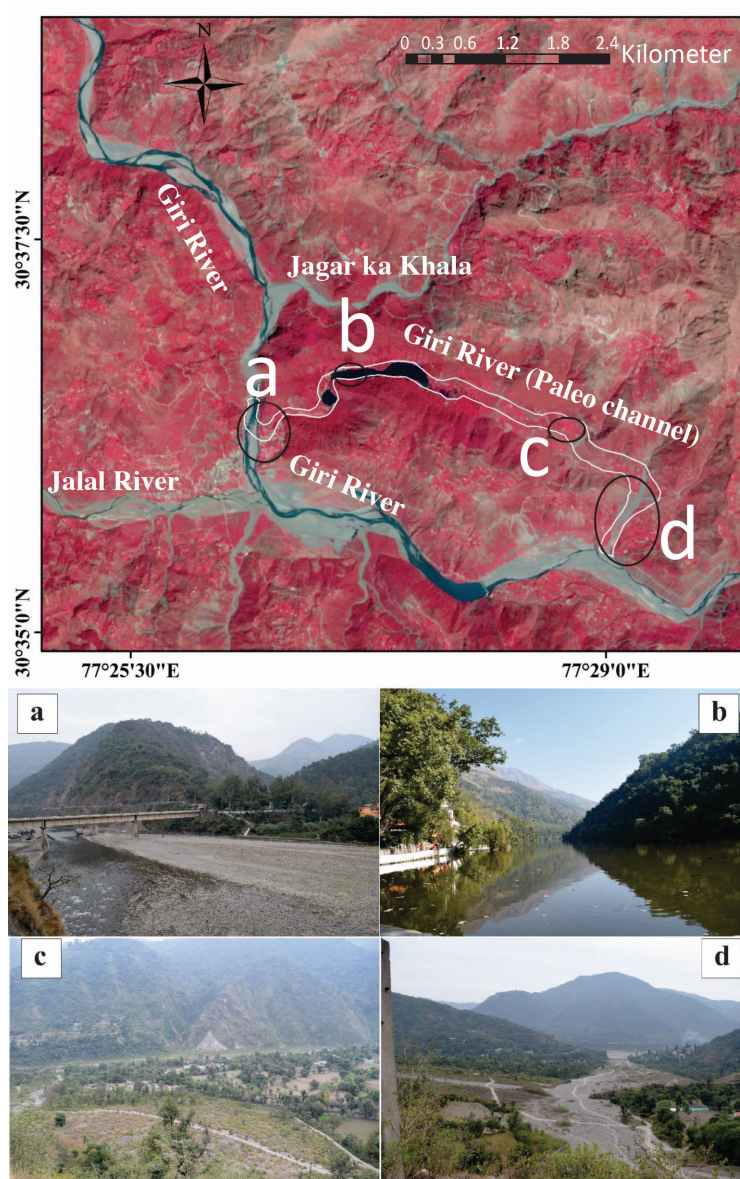 N
0 0.3 0.6 1.2 1.8 2.4
Kilometer
30°37'30"N
Giri River
Jagar ka Khala
b
Giri River (Paleo channel)
a
c
Jalal River
Giri River
d
30°35'0"N
77°25'30"E 77°29'0"E
a
b
c
d